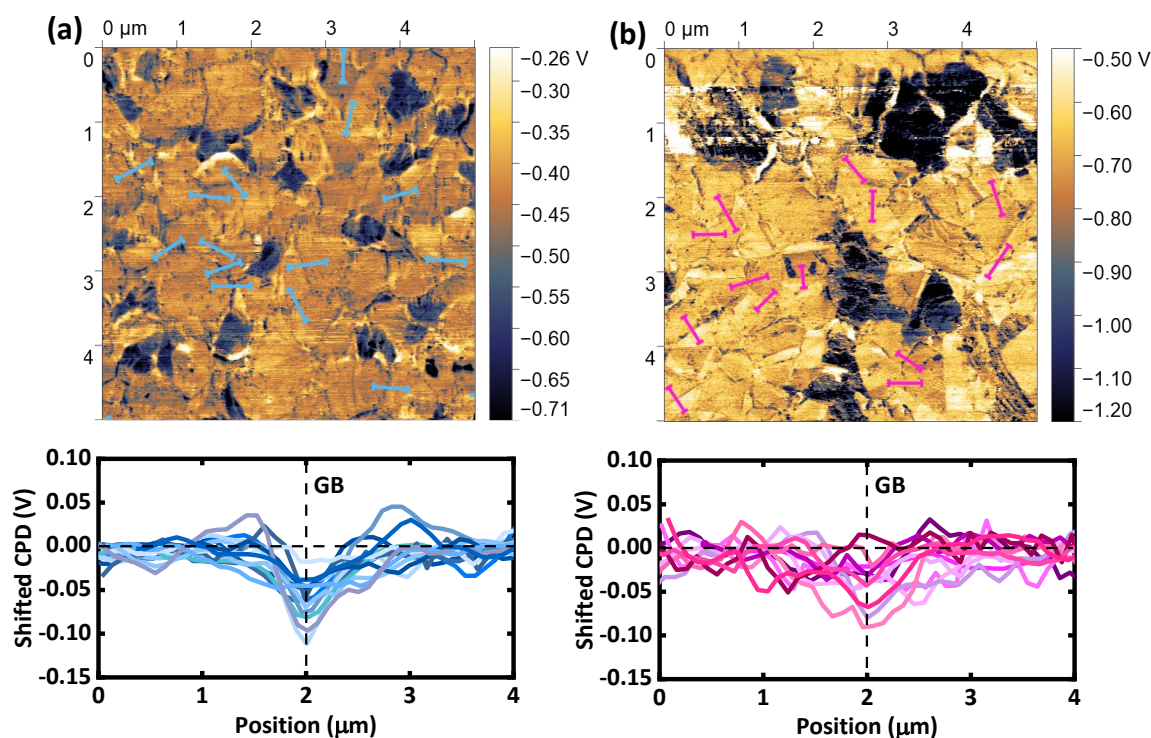 (a)
0 µm 1 2 3 4
0
1
2
3
4
−0.26 V
−0.30
−0.35
−0.40
−0.45
−0.50
−0.55
−0.60
−0.65
−0.71
(b)
0 µm 1 2 3 4
0
1
2
3
4
−0.50 V
−0.60
−0.70
−0.80
−0.90
−1.00
−1.10
−1.20
Shifted CPD (V)
0.10
0.05
0.00
-0.05
-0.10
-0.15
GB
0 1 2 3 4
Position (µm)
Shifted CPD (V)
0.10
0.05
0.00
-0.05
-0.10
-0.15
GB
0 1 2 3 4
Position (µm)